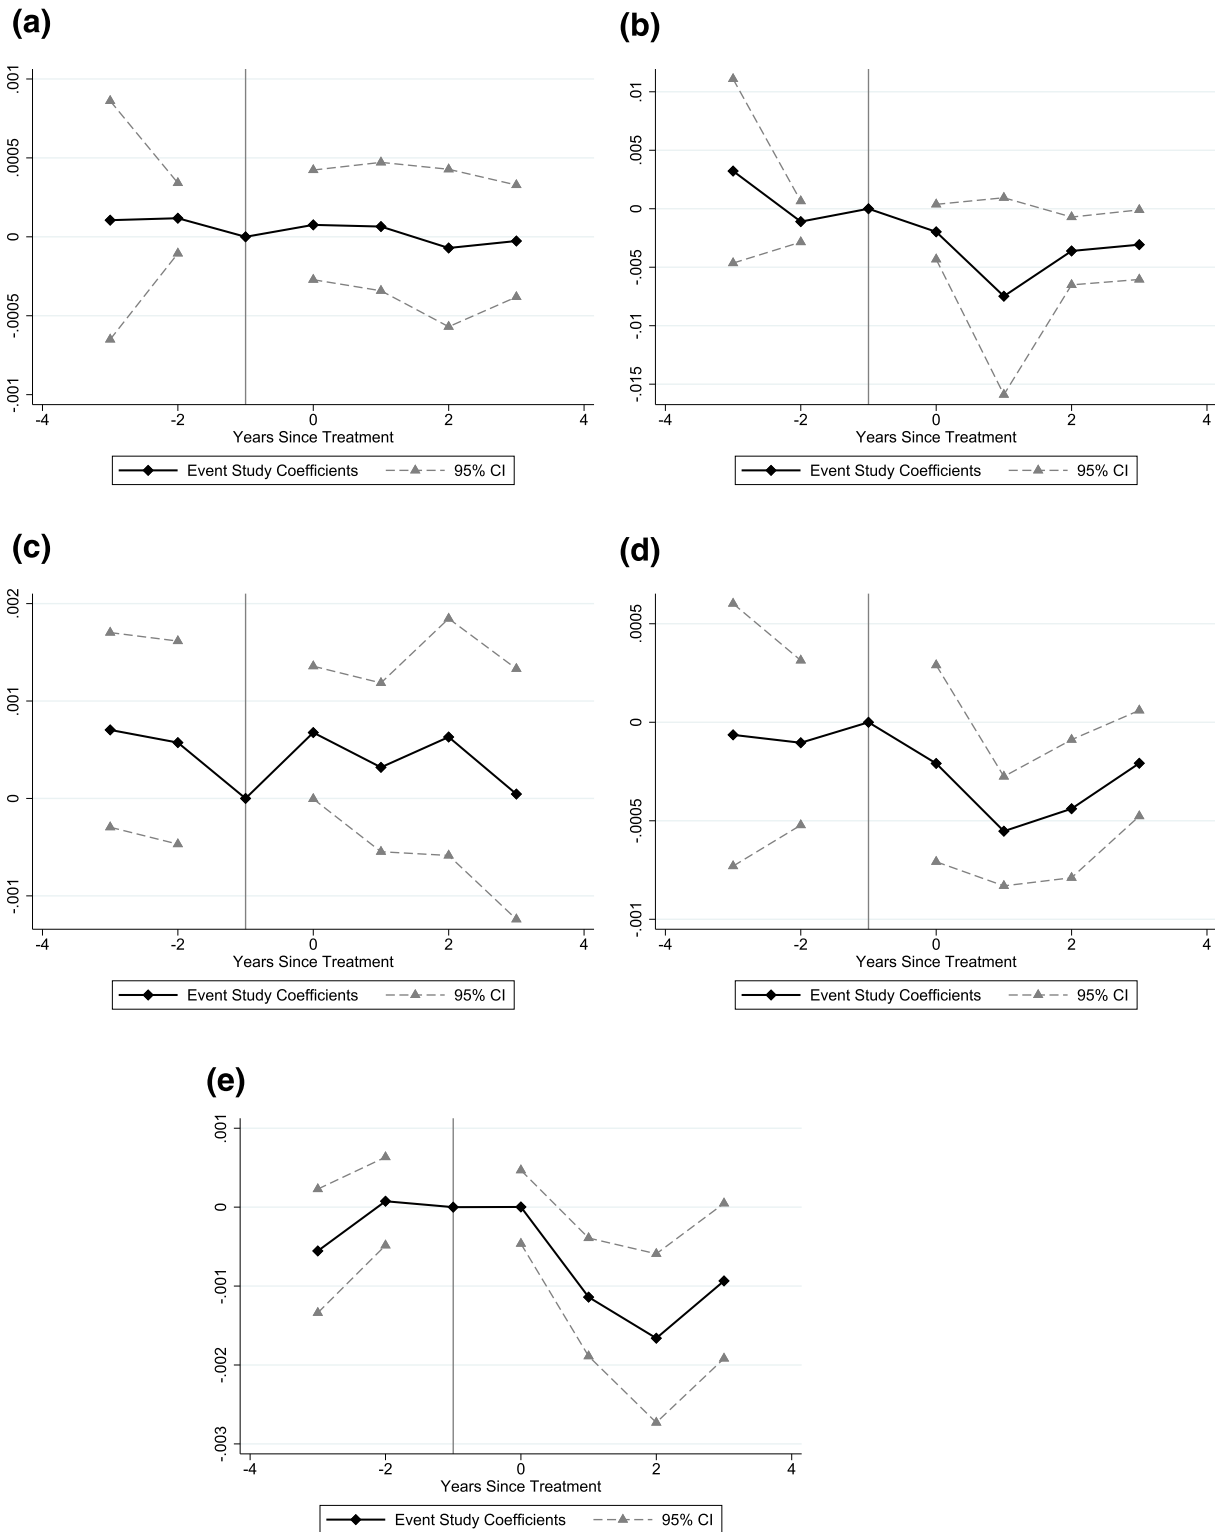 (a)
.001
.0005
0
-.0005
-.001
-4 -2 0 2 4
Years Since Treatment
Event Study Coefficients 95% CI
(b)
.01
.005
0
-.005
-.01
-.015
-4 -2 0 2 4
Years Since Treatment
Event Study Coefficients 95% CI
(c)
.002
.001
0
-.001
-4 -2 0 2 4
Years Since Treatment
Event Study Coefficients 95% CI
(d)
.0005
0
-.0005
-.001
-4 -2 0 2 4
Years Since Treatment
Event Study Coefficients 95% CI
(e)
.001
0
-.001
-.002
-.003
-4 -2 0 2 4
Years Since Treatment
Event Study Coefficients 95% CI